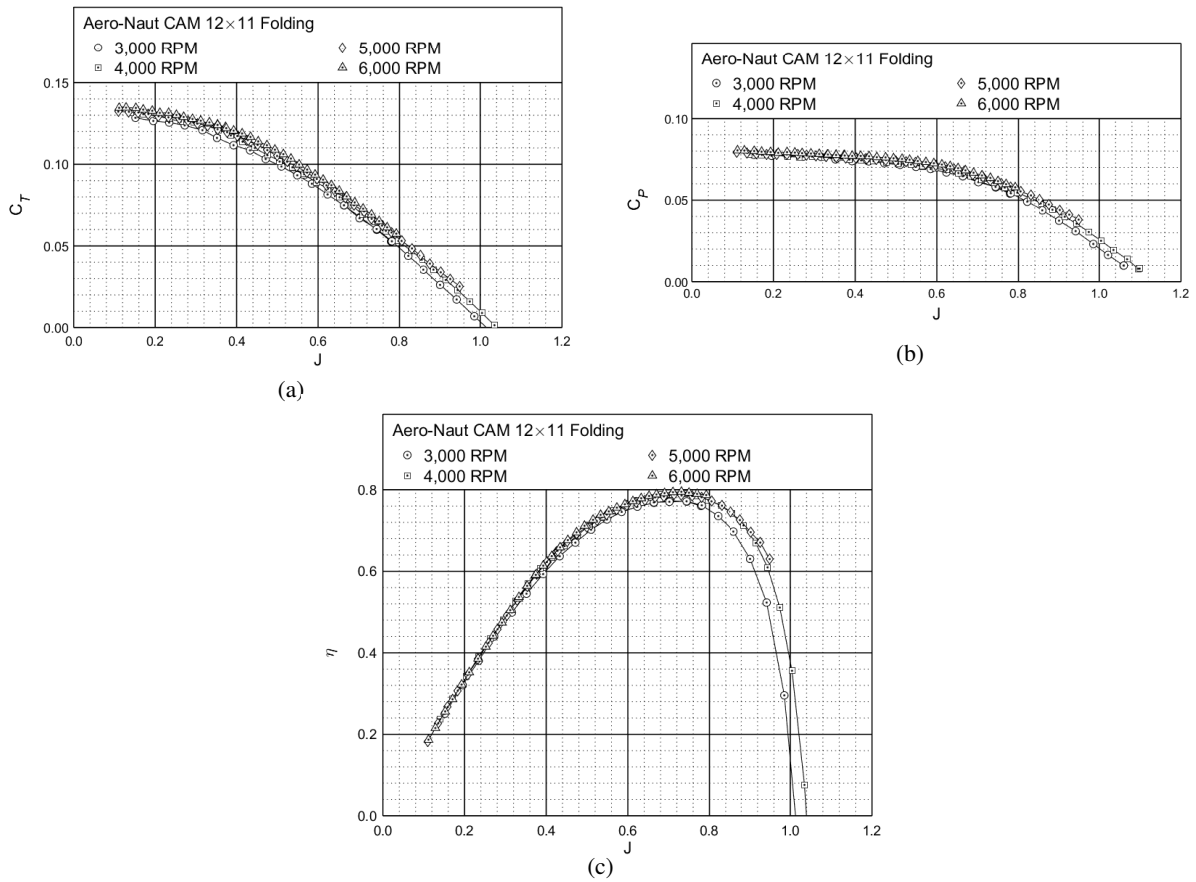 Aero-Naut CAM 12×11 Folding
3,000 RPM 5,000 RPM
4,000 RPM 6,000 RPM
0.15
0.10
0.05
0.00
C_T
0.2 0.4 0.6 0.8 1.0 1.2
J
(a)
Aero-Naut CAM 12×11 Folding
3,000 RPM 5,000 RPM
4,000 RPM 6,000 RPM
0.10
0.05
0.00
C_P
0.0 0.2 0.4 0.6 0.8 1.0 1.2
J
(b)
Aero-Naut CAM 12×11 Folding
3,000 RPM 5,000 RPM
4,000 RPM 6,000 RPM
0.8
0.6
0.4
0.2
0.0
η
0.0 0.2 0.4 0.6 0.8 1.0 1.2
J
(c)